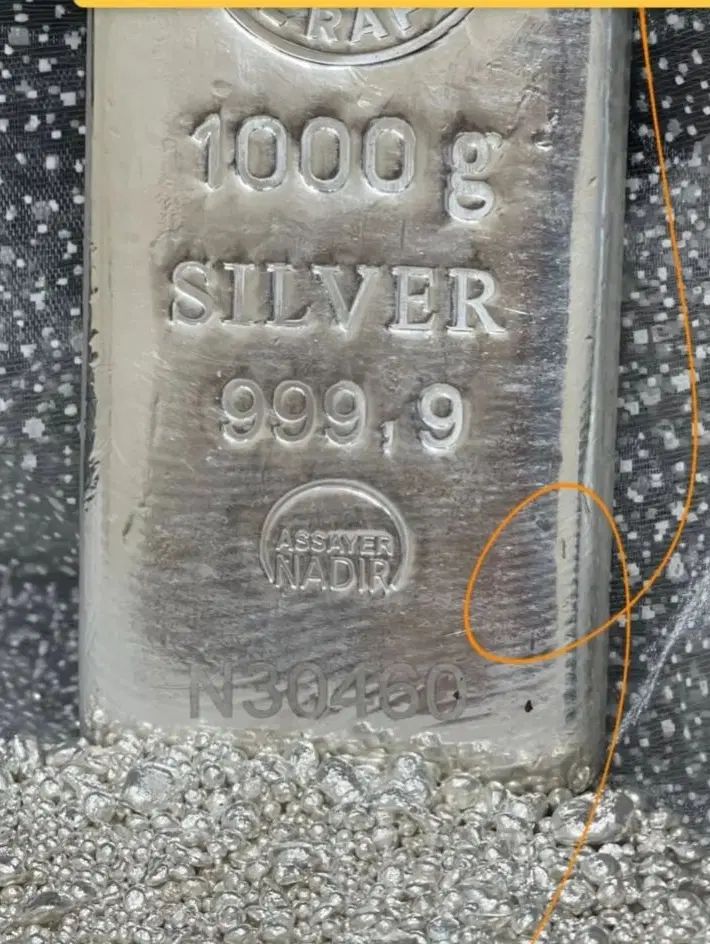 1000 g
SILVER
999,9
ASSAYER
NADIR
N30460